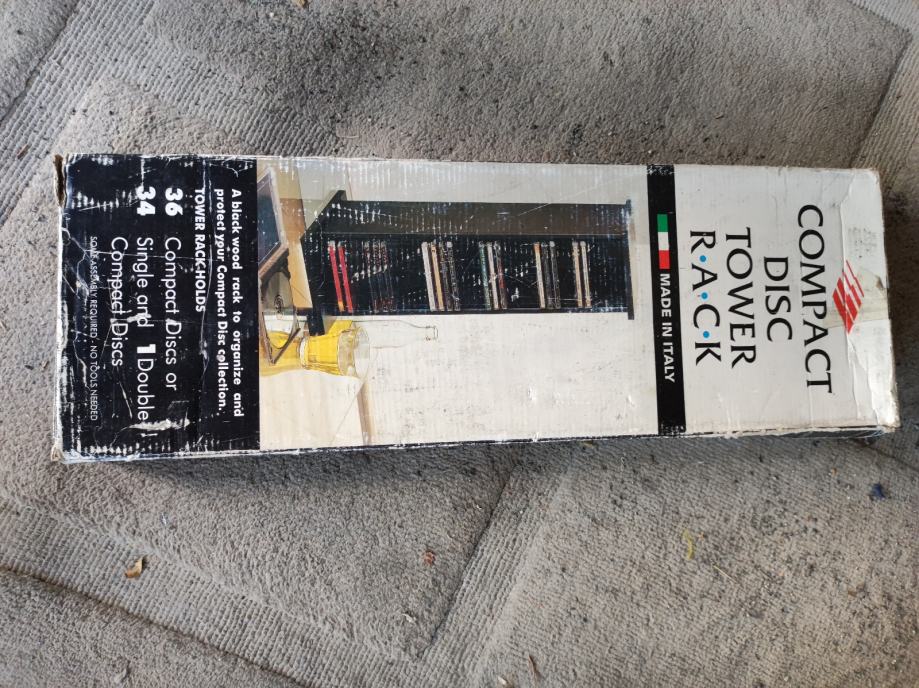 COMPACT
DISC
TOWER
R•A•C•K
MADE IN ITALY
A black wood rack to organize and
protect your Compact Disc collection.
TOWER RACK-HOLDS
36 Compact Discs or
34 Single and 1 Double
Compact Discs
SOME ASSEMBLY REQUIRED - NO TOOLS NEEDED